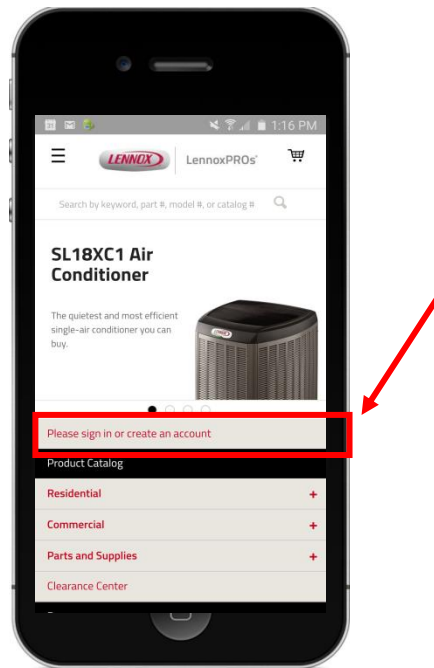 1:16 PM
LENNOX LennoxPROs
Search by keyword, part #, model #, or catalog #
SL18XC1 Air
Conditioner
The quietest and most efficient
single-air conditioner you can
buy.
Please sign in or create an account
Product Catalog
Residential +
Commercial +
Parts and Supplies +
Clearance Center